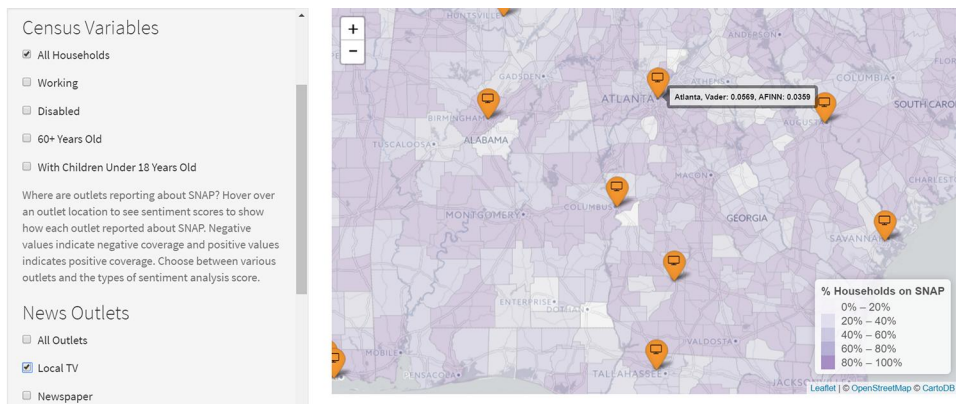 Census Variables
All Households
Working
Disabled
60+ Years Old
With Children Under 18 Years Old
Where are outlets reporting about SNAP? Hover over
an outlet location to see sentiment scores to show
how each outlet reported about SNAP. Negative
values indicate negative coverage and positive values
indicates positive coverage. Choose between various
outlets and the types of sentiment analysis score.
News Outlets
All Outlets
Local TV
Newspaper
+
−
HUNTSVILLE
ANDERSON
GADSDEN
ATHENS
COLUMBIA
ATLANTA
Atlanta, Vader: 0.0569, AFINN: 0.0359
SOUTH CARO
BIRMINGHAM
AUGUSTA
TUSCALOOSA
ALABAMA
MACON
CHARLEST
COLUMBUS
MONTGOMERY
GEORGIA
SAVANNA
ENTERPRISE
DOTHAN
VALDOSTA
MOBILE
PENSACOLA
TALLAHASSEE
JACKSONVILLE
% Households on SNAP
0% – 20%
20% – 40%
40% – 60%
60% – 80%
80% – 100%
Leaflet | © OpenStreetMap © CartoDB